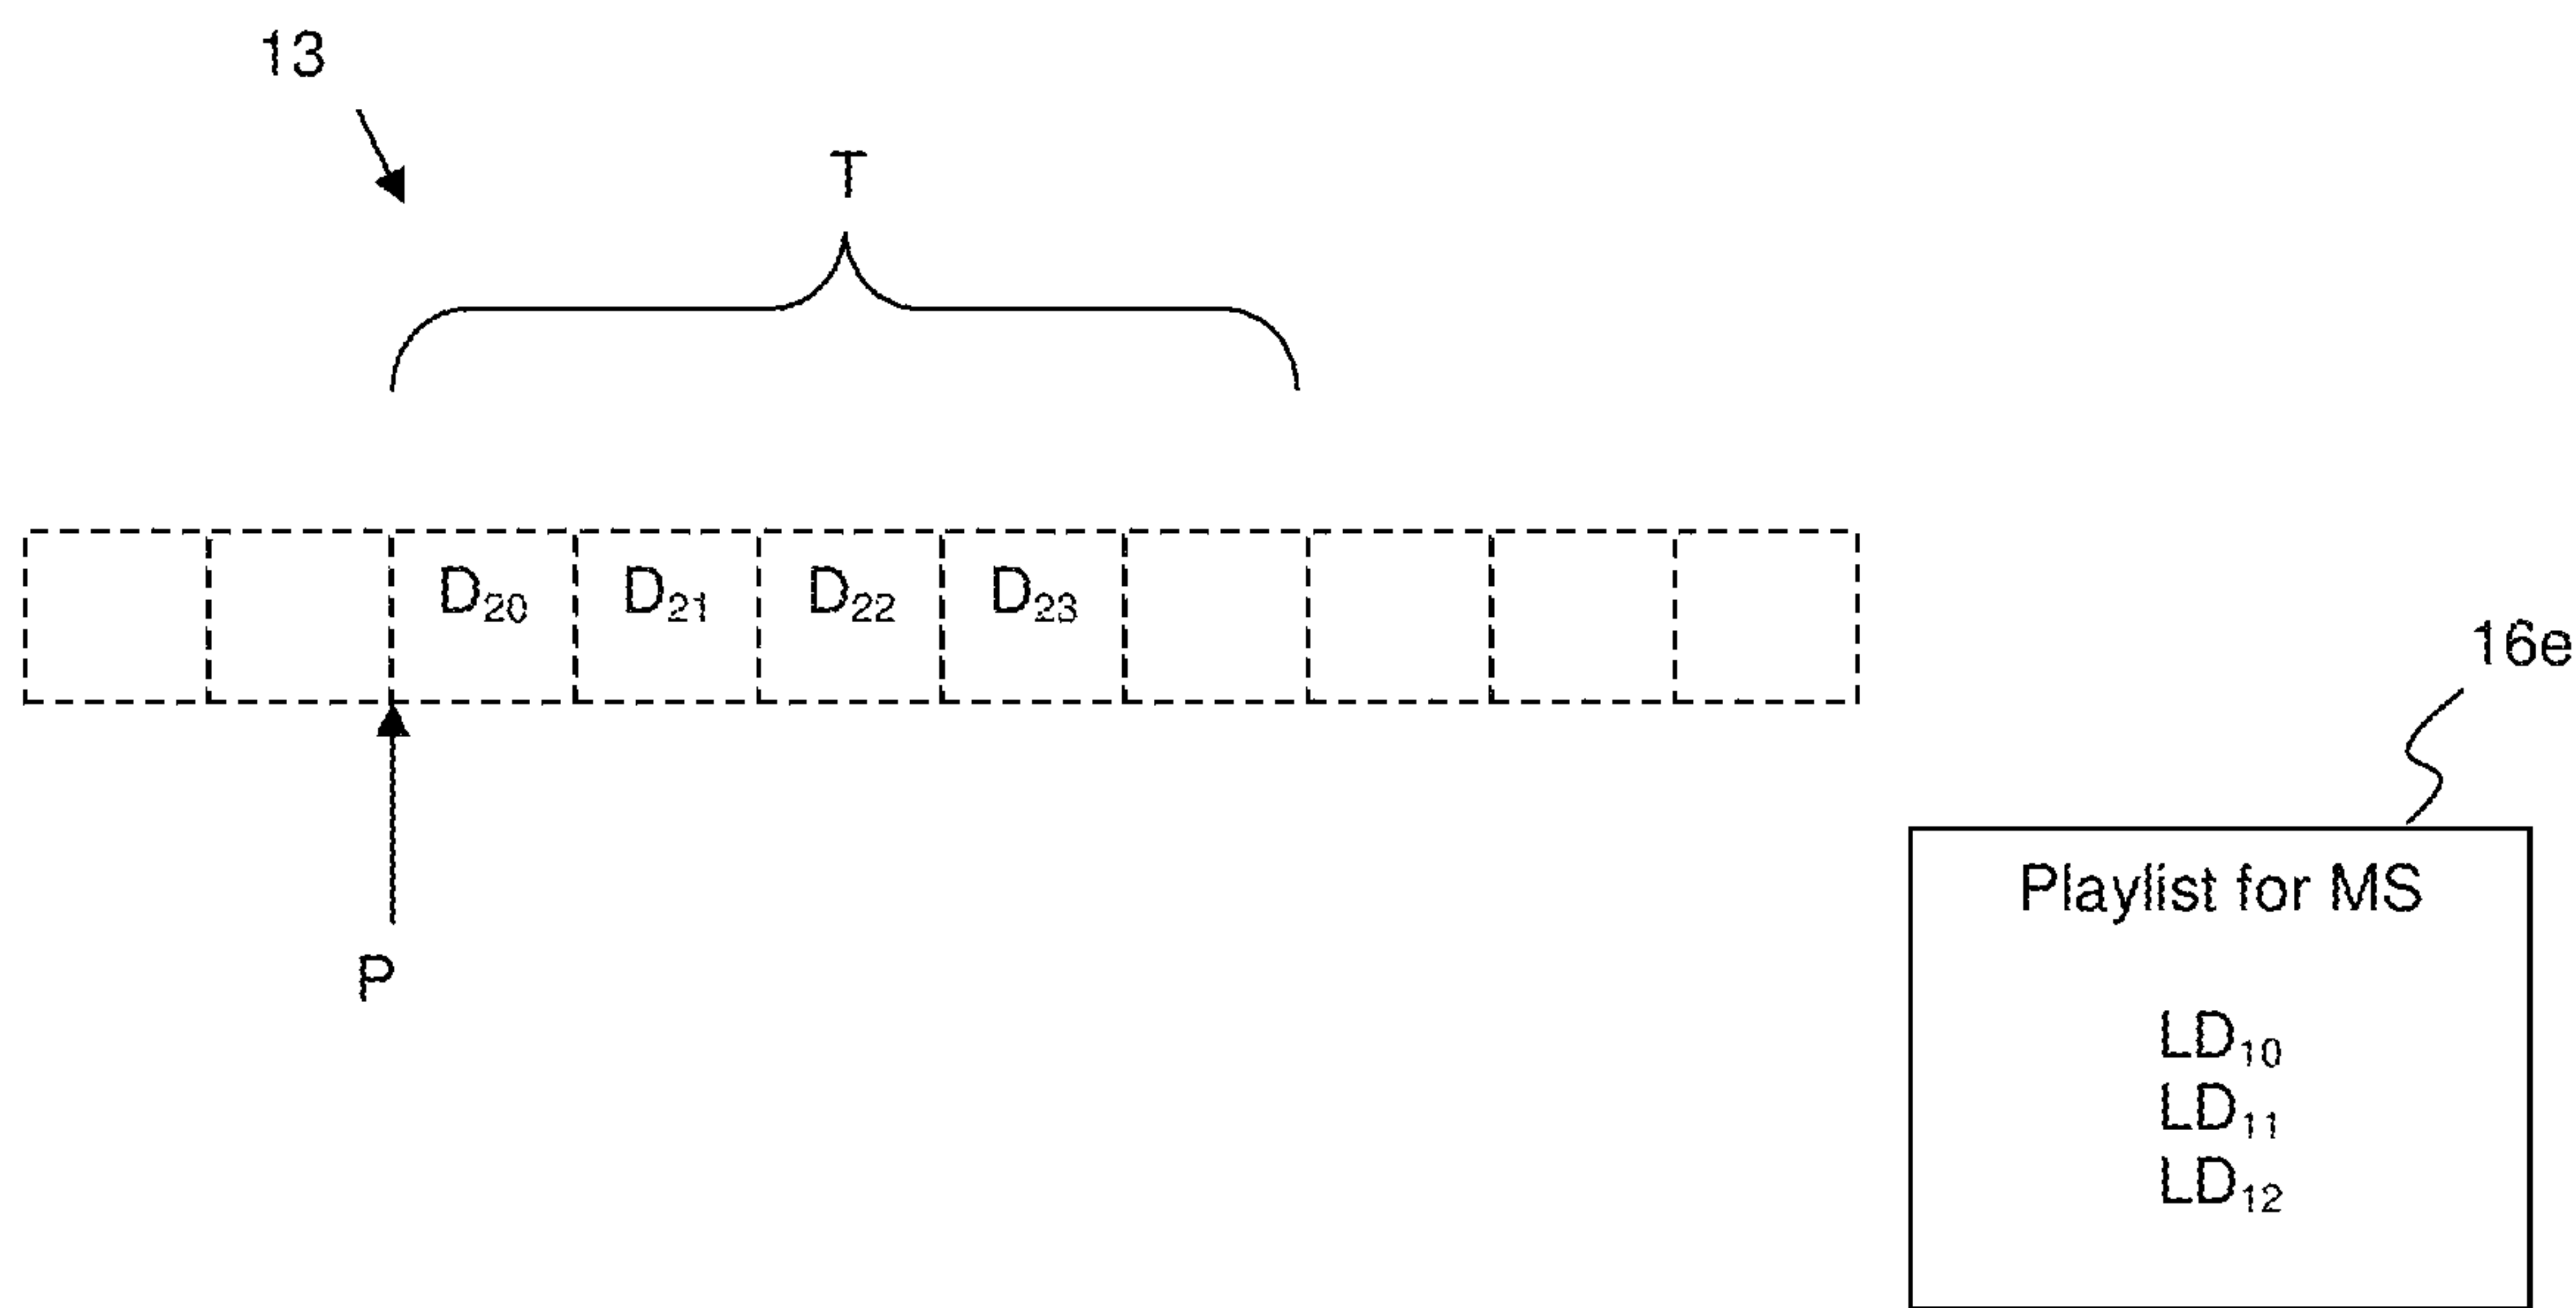 13
T
D₂₀ D₂₁ D₂₂ D₂₃
16e
P
Playlist for MS
LD₁₀
LD₁₁
LD₁₂